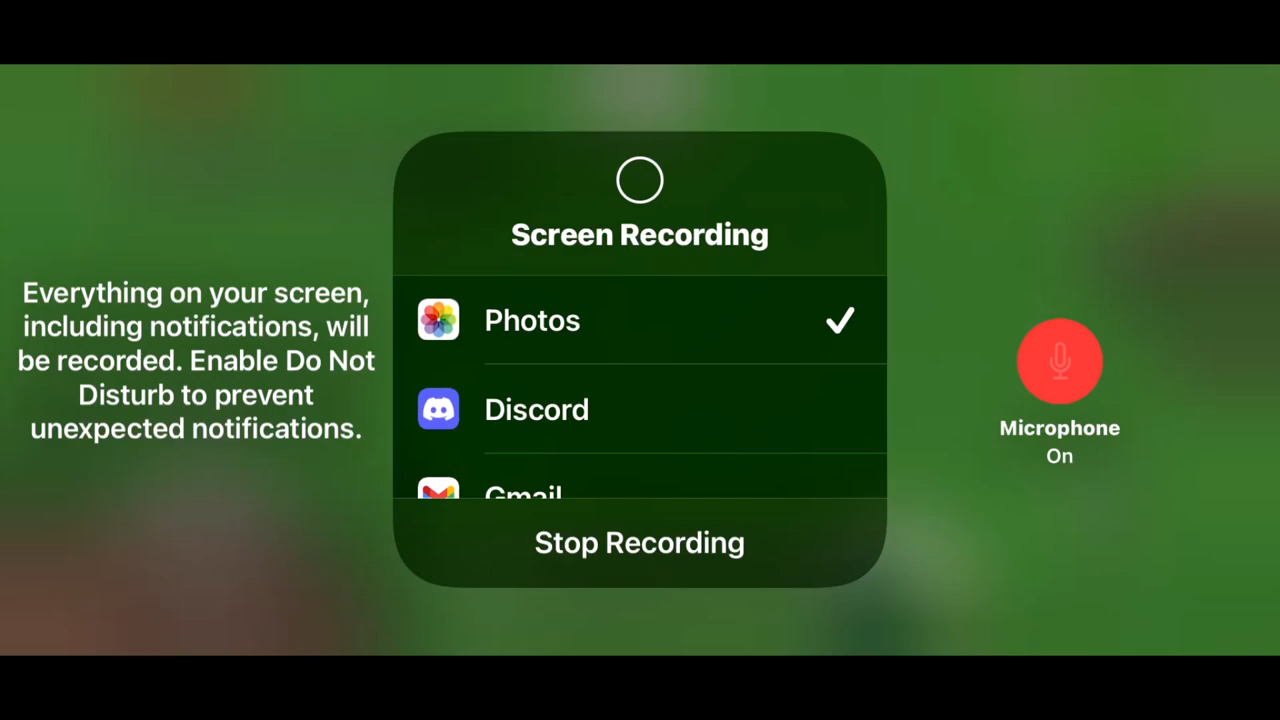 Screen Recording
Everything on your screen,
including notifications, will
be recorded. Enable Do Not
Disturb to prevent
unexpected notifications.
Photos
Discord
Gmail
Stop Recording
Microphone
On